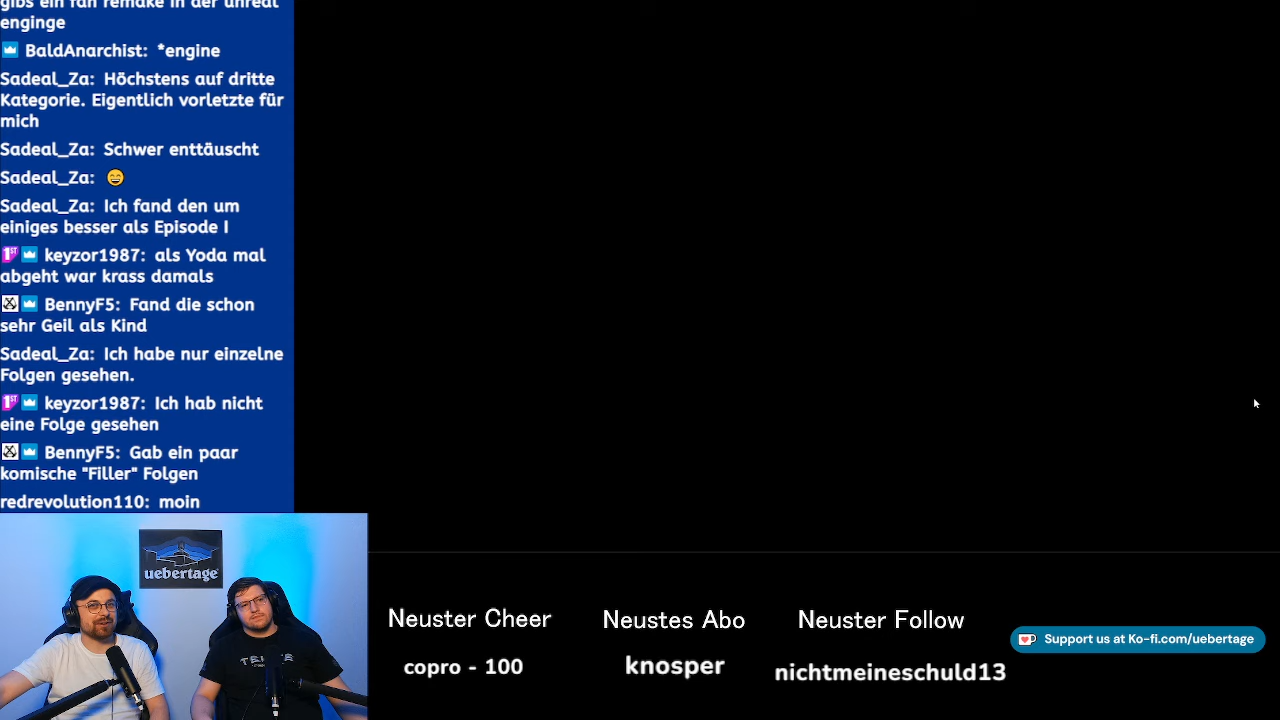 gibs ein fan remake in der unreal
enginge
BaldAnarchist: *engine
Sadeal_Za: Höchstens auf dritte
Kategorie. Eigentlich vorletzte für
mich
Sadeal_Za: Schwer enttäuscht
Sadeal_Za: 😄
Sadeal_Za: Ich fand den um
einiges besser als Episode I
1ST keyzor1987: als Yoda mal
abgeht war krass damals
BennyF5: Fand die schon
sehr Geil als Kind
Sadeal_Za: Ich habe nur einzelne
Folgen gesehen.
1ST keyzor1987: Ich hab nicht
eine Folge gesehen
BennyF5: Gab ein paar
komische "Filler" Folgen
redrevolution110: moin
uebertage
Neuster Cheer
copro - 100
Neustes Abo
knosper
Neuster Follow
nichtmeineschuld13
Support us at Ko-fi.com/uebertage